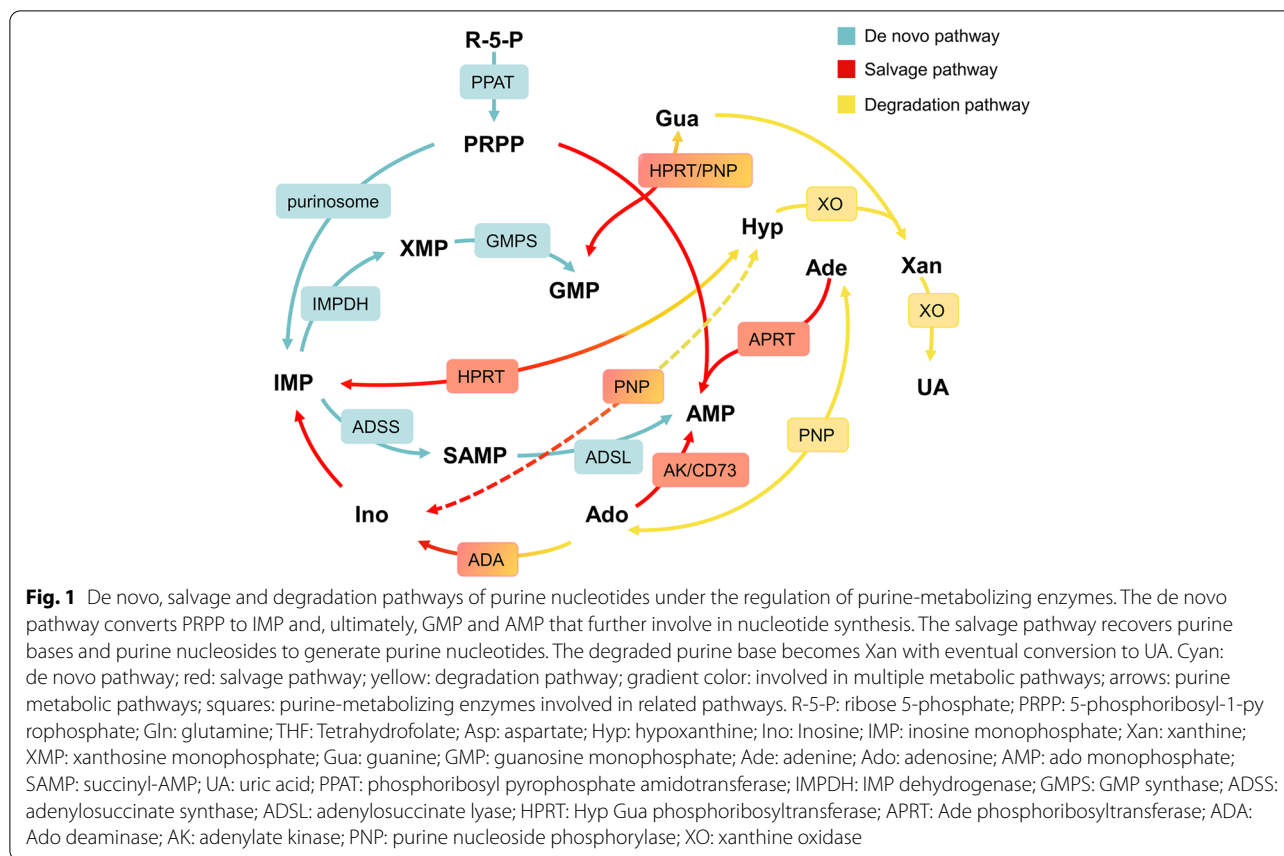 R-5-P
PPAT
PRPP
De novo pathway
Salvage pathway
Degradation pathway
Gua
HPRT/PNP
purinosome
XMP
GMPS
GMP
IMPDH
Hyp
XO
Ade
Xan
XO
UA
APRT
IMP
HPRT
PNP
AMP
ADSS
SAMP
ADSL
AK/CD73
PNP
Ino
Ado
ADA
Fig. 1 De novo, salvage and degradation pathways of purine nucleotides under the regulation of purine-metabolizing enzymes. The de novo
pathway converts PRPP to IMP and, ultimately, GMP and AMP that further involve in nucleotide synthesis. The salvage pathway recovers purine
bases and purine nucleosides to generate purine nucleotides. The degraded purine base becomes Xan with eventual conversion to UA. Cyan:
de novo pathway; red: salvage pathway; yellow: degradation pathway; gradient color: involved in multiple metabolic pathways; arrows: purine
metabolic pathways; squares: purine-metabolizing enzymes involved in related pathways. R-5-P: ribose 5-phosphate; PRPP: 5-phosphoribosyl-1-py
rophosphate; Gln: glutamine; THF: Tetrahydrofolate; Asp: aspartate; Hyp: hypoxanthine; Ino: Inosine; IMP: inosine monophosphate; Xan: xanthine;
XMP: xanthosine monophosphate; Gua: guanine; GMP: guanosine monophosphate; Ade: adenine; Ado: adenosine; AMP: ado monophosphate;
SAMP: succinyl-AMP; UA: uric acid; PPAT: phosphoribosyl pyrophosphate amidotransferase; IMPDH: IMP dehydrogenase; GMPS: GMP synthase; ADSS:
adenylosuccinate synthase; ADSL: adenylosuccinate lyase; HPRT: Hyp Gua phosphoribosyltransferase; APRT: Ade phosphoribosyltransferase; ADA:
Ado deaminase; AK: adenylate kinase; PNP: purine nucleoside phosphorylase; XO: xanthine oxidase